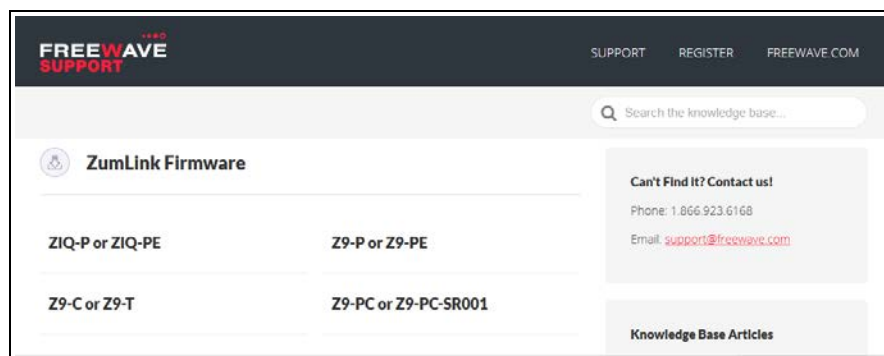 FREEWAVE
SUPPORT
SUPPORT REGISTER FREEWAVE.COM
Search the knowledge base...
ZumLink Firmware
ZIQ-P or ZIQ-PE Z9-P or Z9-PE
Z9-C or Z9-T Z9-PC or Z9-PC-SR001
Can't Find It? Contact us!
Phone: 1.866.923.6168
Email: support@freewave.com
Knowledge Base Articles